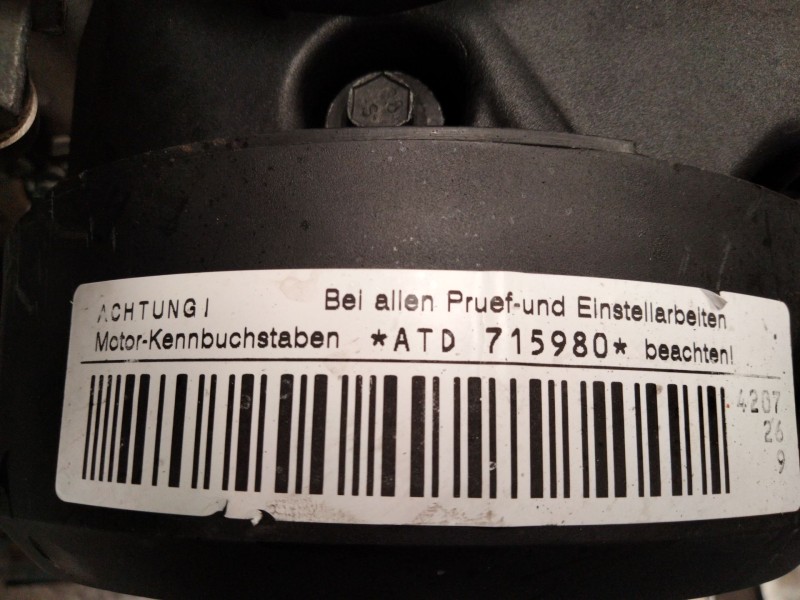 ACHTUNG! Bei allen Pruef-und Einstellarbeiten
Motor-Kennbuchstaben *ATD 715980* beachten!
4207
26
9